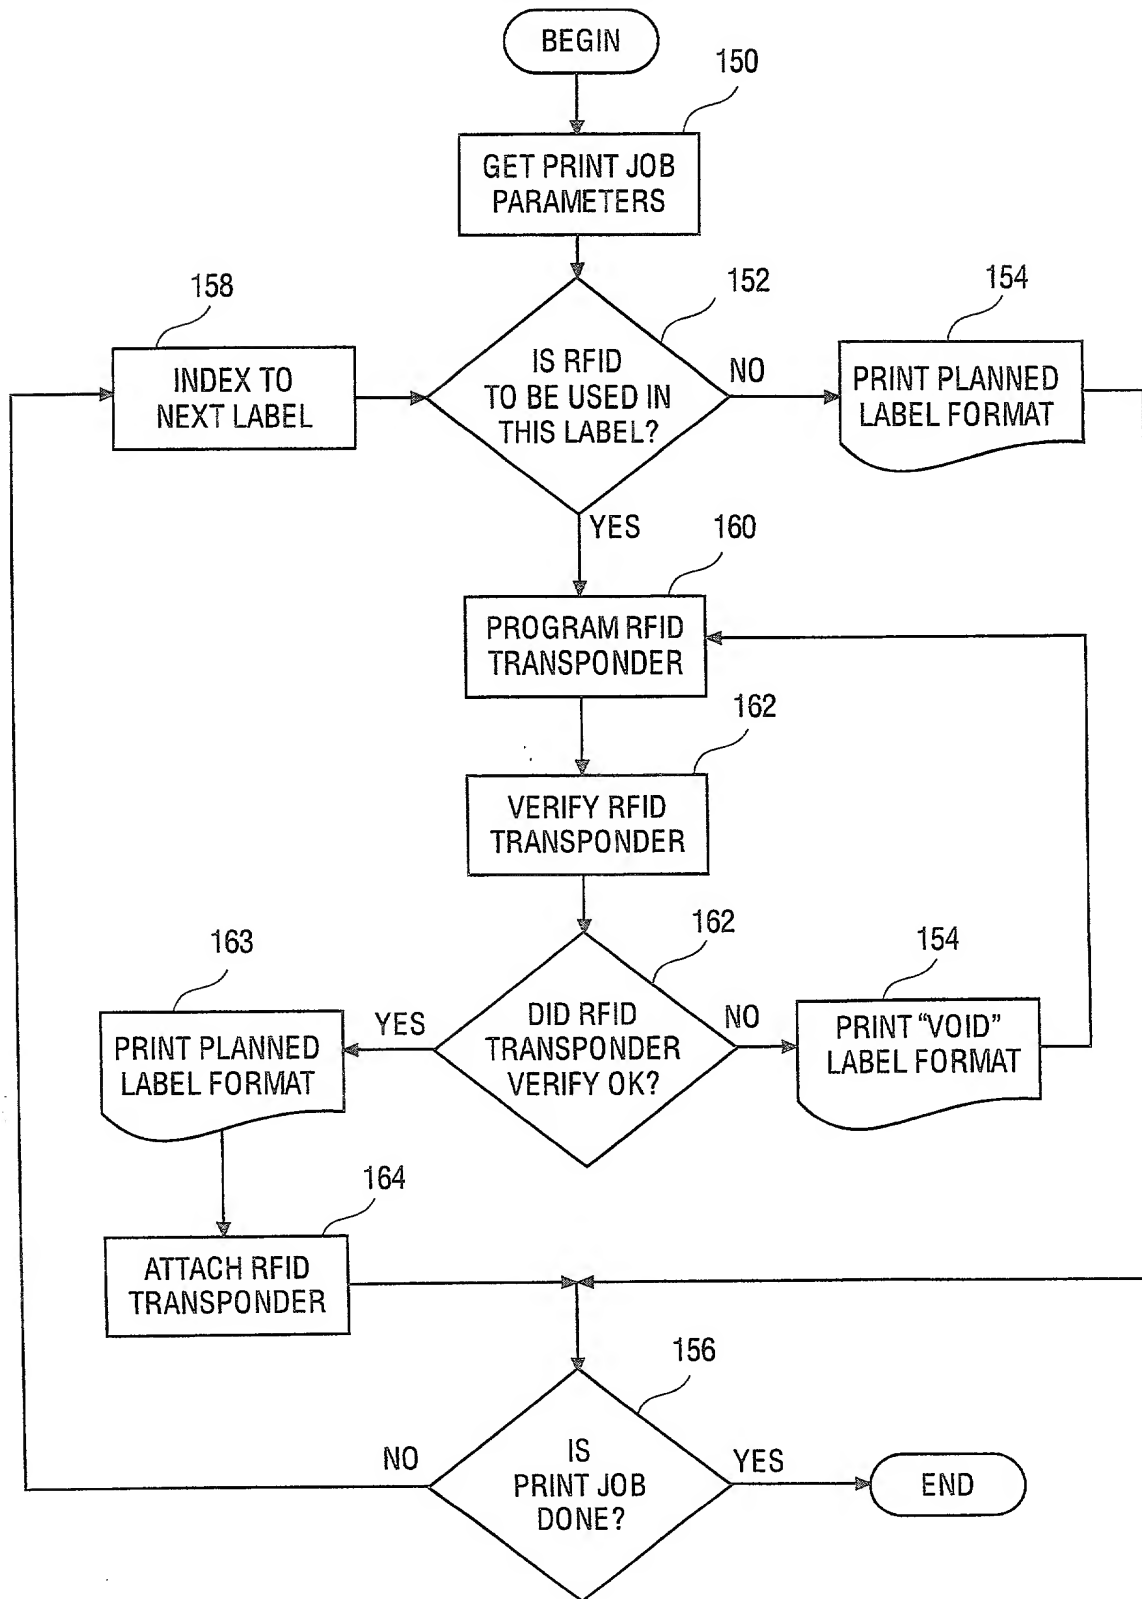 BEGIN
150
GET PRINT JOB
PARAMETERS
158
152
154
INDEX TO
NEXT LABEL
IS RFID
TO BE USED IN
THIS LABEL?
NO
PRINT PLANNED
LABEL FORMAT
YES
160
PROGRAM RFID
TRANSPONDER
162
VERIFY RFID
TRANSPONDER
163
162
154
PRINT PLANNED
LABEL FORMAT
YES
DID RFID
TRANSPONDER
VERIFY OK?
NO
PRINT "VOID"
LABEL FORMAT
164
ATTACH RFID
TRANSPONDER
156
NO
IS
PRINT JOB
DONE?
YES
END